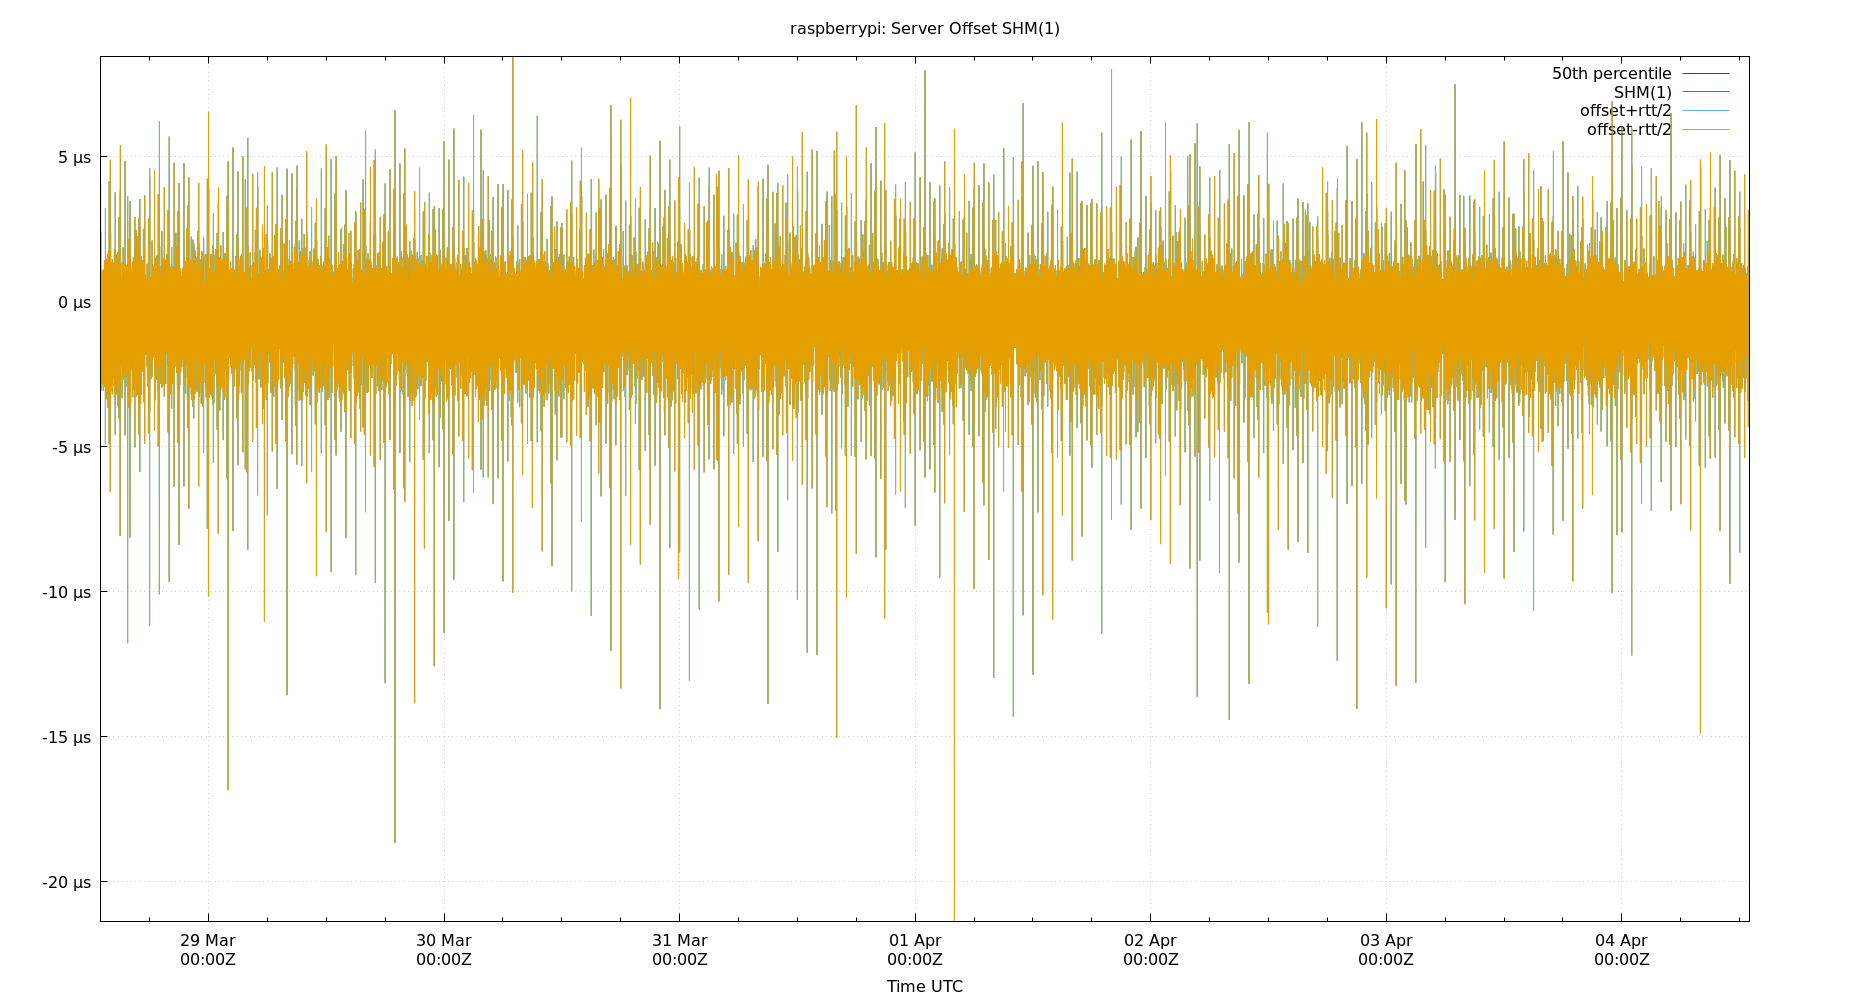 raspberrypi: Server Offset SHM(1)
50th percentile
SHM(1)
offset+rtt/2
offset-rtt/2
5 µs
0 µs
-5 µs
-10 µs
-15 µs
-20 µs
29 Mar 30 Mar 31 Mar 01 Apr 02 Apr 03 Apr 04 Apr
00:00Z 00:00Z 00:00Z 00:00Z 00:00Z 00:00Z 00:00Z
Time UTC